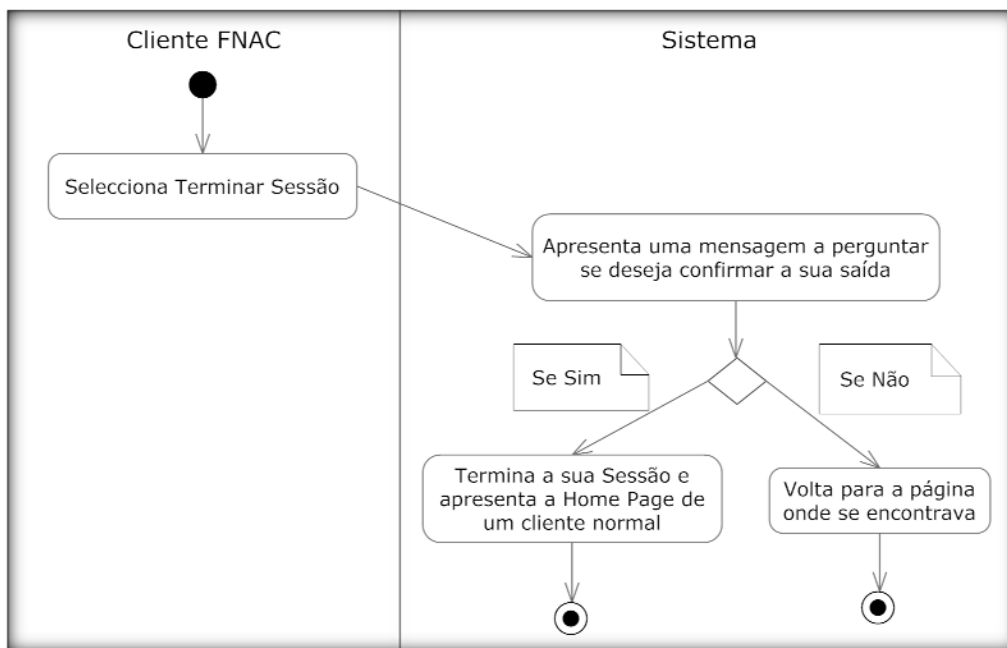 Cliente FNAC
Sistema
Selecciona Terminar Sessão
Apresenta uma mensagem a perguntar
se deseja confirmar a sua saída
Se Sim
Se Não
Termina a sua Sessão e
apresenta a Home Page de
um cliente normal
Volta para a página
onde se encontrava